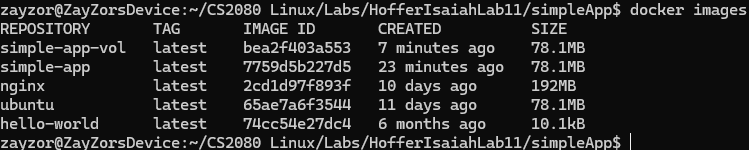 zayzor@ZayZorsDevice:~/CS2080 Linux/Labs/HofferIsaiahLab11/simpleApp$ docker images
REPOSITORY TAG IMAGE ID CREATED SIZE
simple-app-vol latest bea2f403a553 7 minutes ago 78.1MB
simple-app latest 7759d5b227d5 23 minutes ago 78.1MB
nginx latest 2cd1d97f893f 10 days ago 192MB
ubuntu latest 65ae7a6f3544 11 days ago 78.1MB
hello-world latest 74cc54e27dc4 6 months ago 10.1kB
zayzor@ZayZorsDevice:~/CS2080 Linux/Labs/HofferIsaiahLab11/simpleApp$